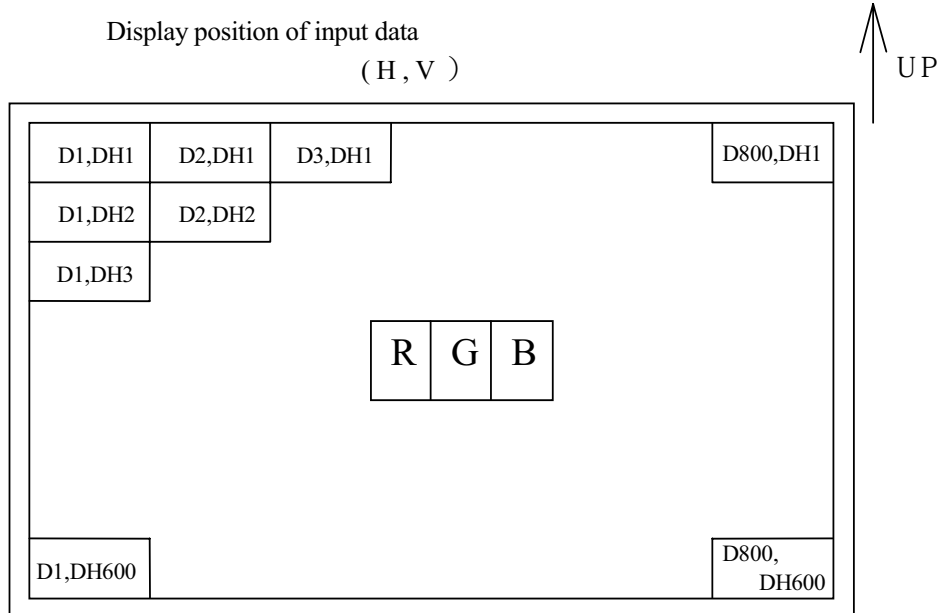 Display position of input data
( H , V ）
UP
D1,DH1 D2,DH1 D3,DH1 D800,DH1
D1,DH2 D2,DH2
D1,DH3
R G B
D1,DH600 D800,
DH600